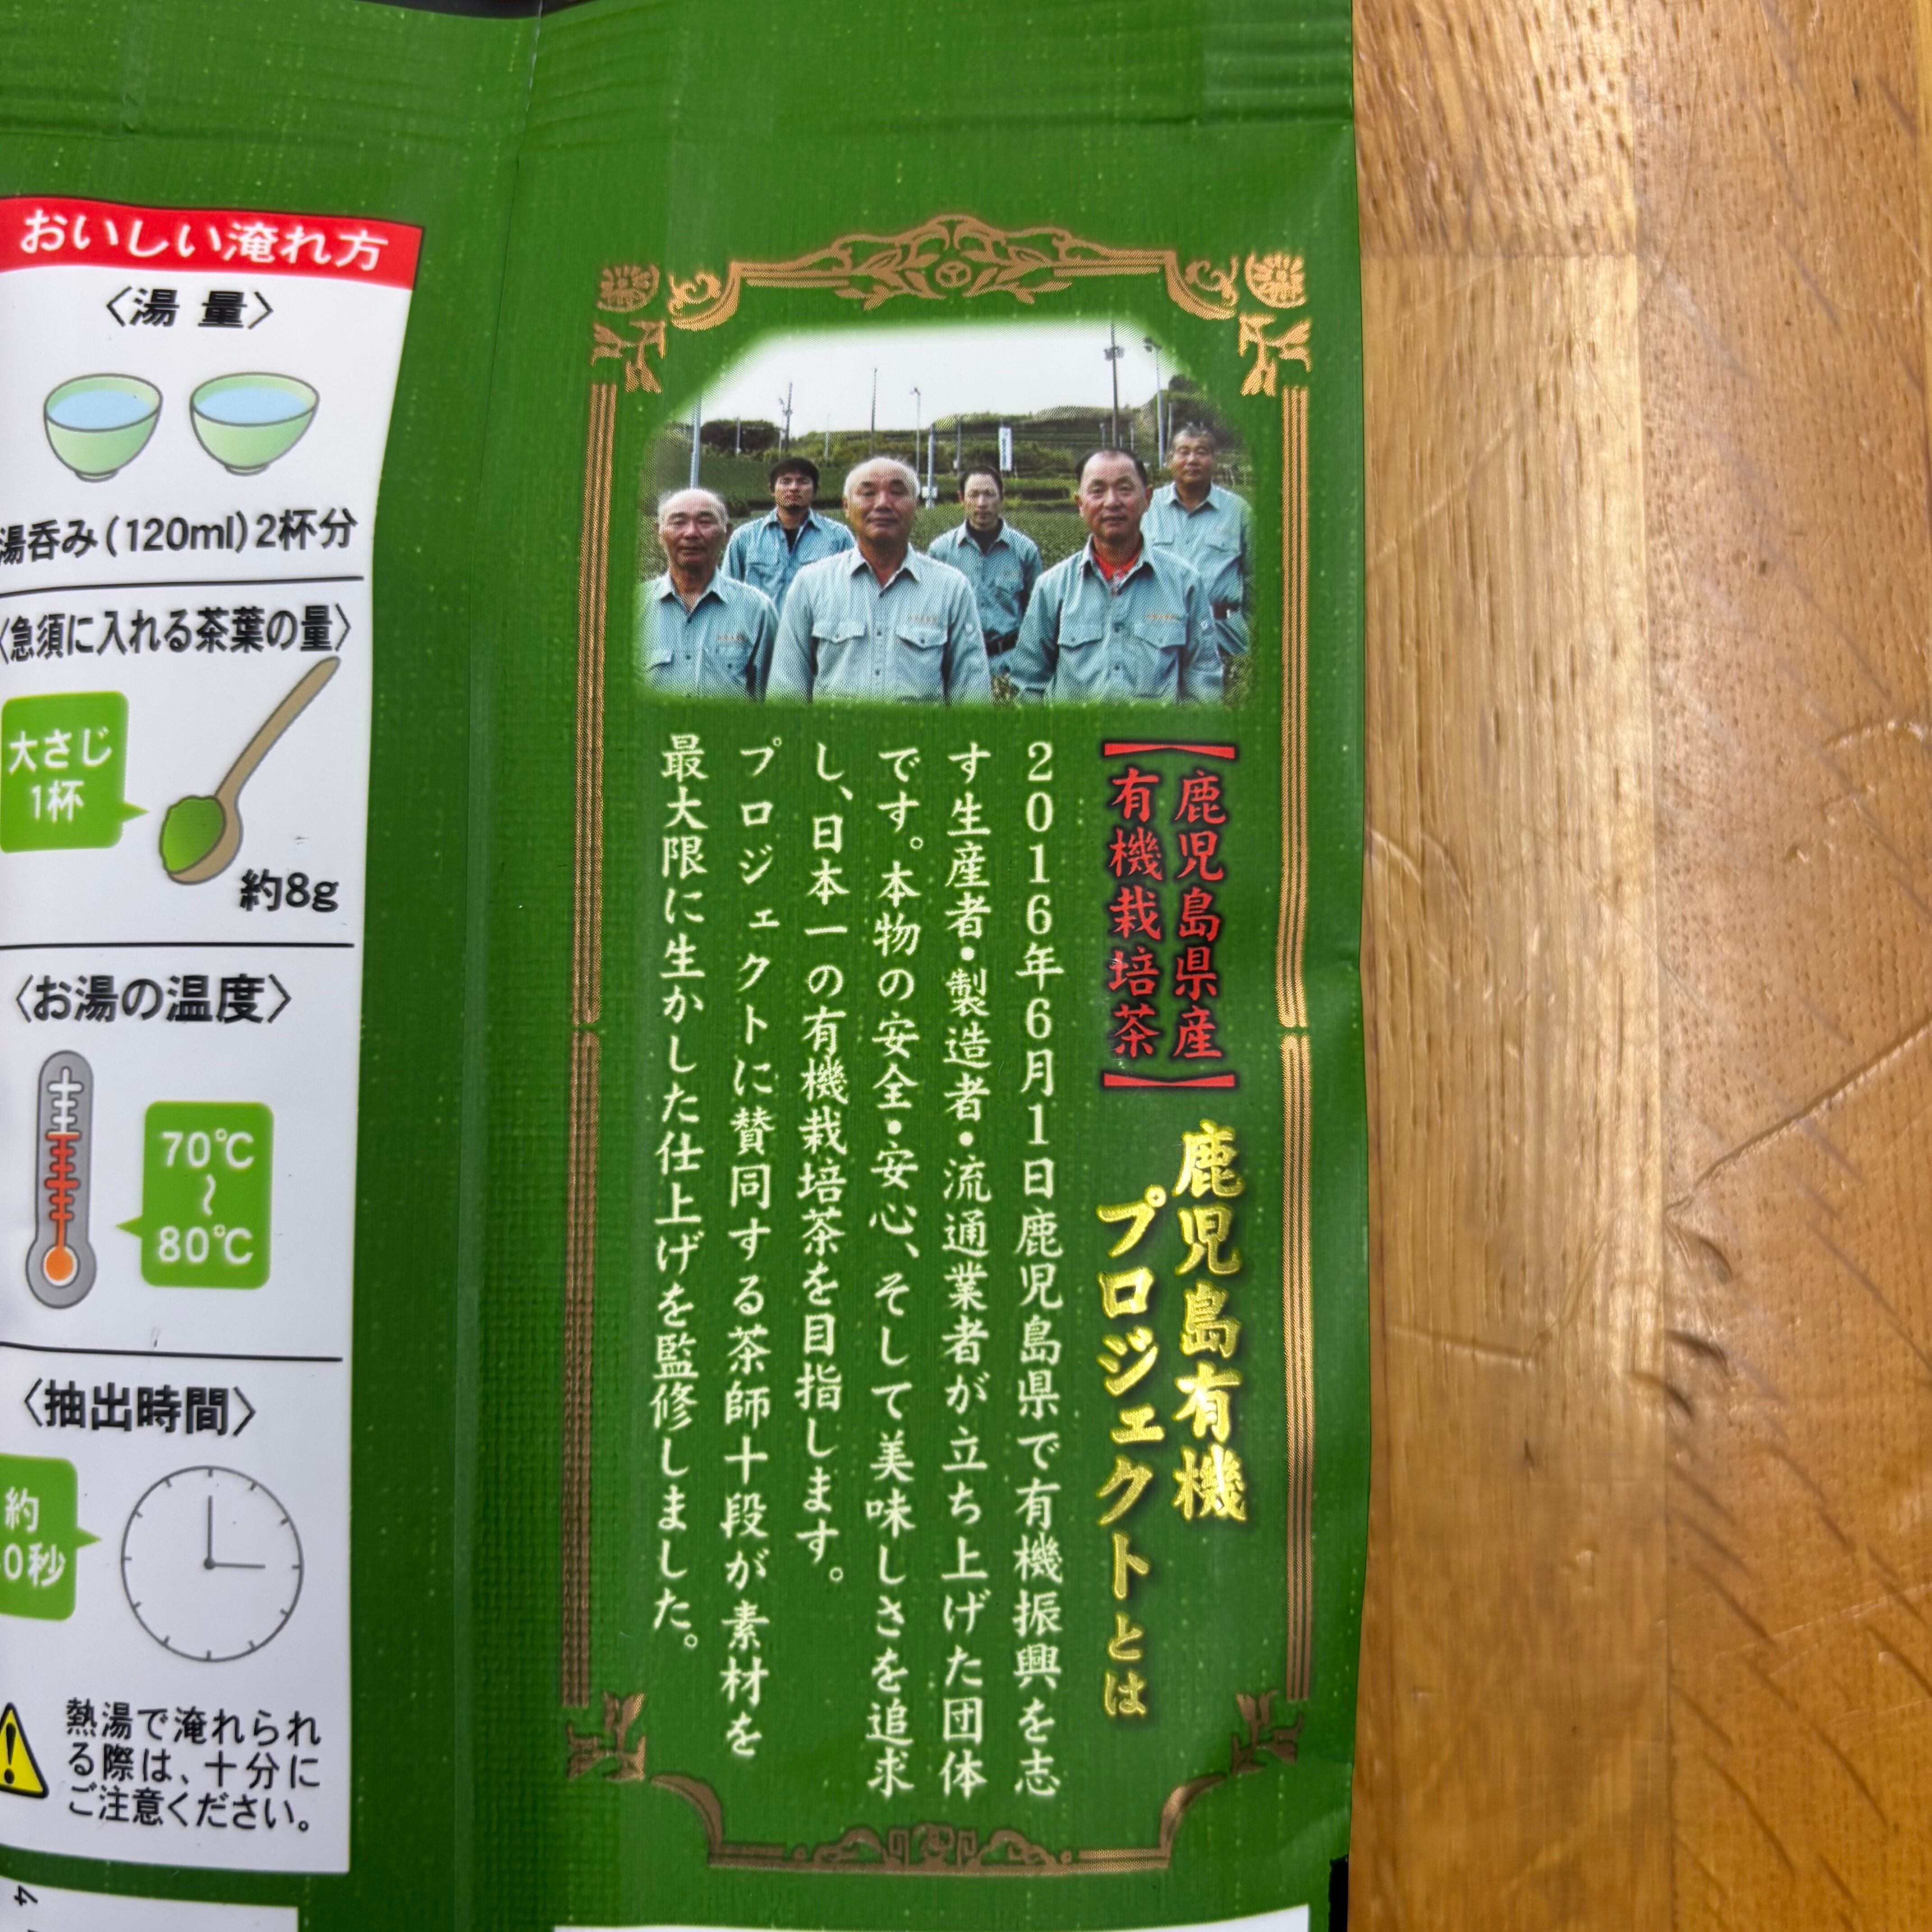 おいしい淹れ方
〈湯 量〉
湯呑み(120ml)2杯分
〈急須に入れる茶葉の量〉
大さじ
1杯
約8g
〈お湯の温度〉
70℃
〜
80℃
〈抽出時間〉
約
0秒
熱湯で淹れられ
る際は、十分に
ご注意ください。
【鹿児島県産
有機栽培茶】
鹿児島有機
プロジェクトとは
2016年6月1日鹿児島県で有機振興を志
す生産者・製造者・流通業者が立ち上げた団体
です。本物の安全・安心、そして美味しさを追求
し、日本一の有機栽培茶を目指します。
プロジェクトに賛同する茶師十段が素材を
最大限に生かした仕上げを監修しました。